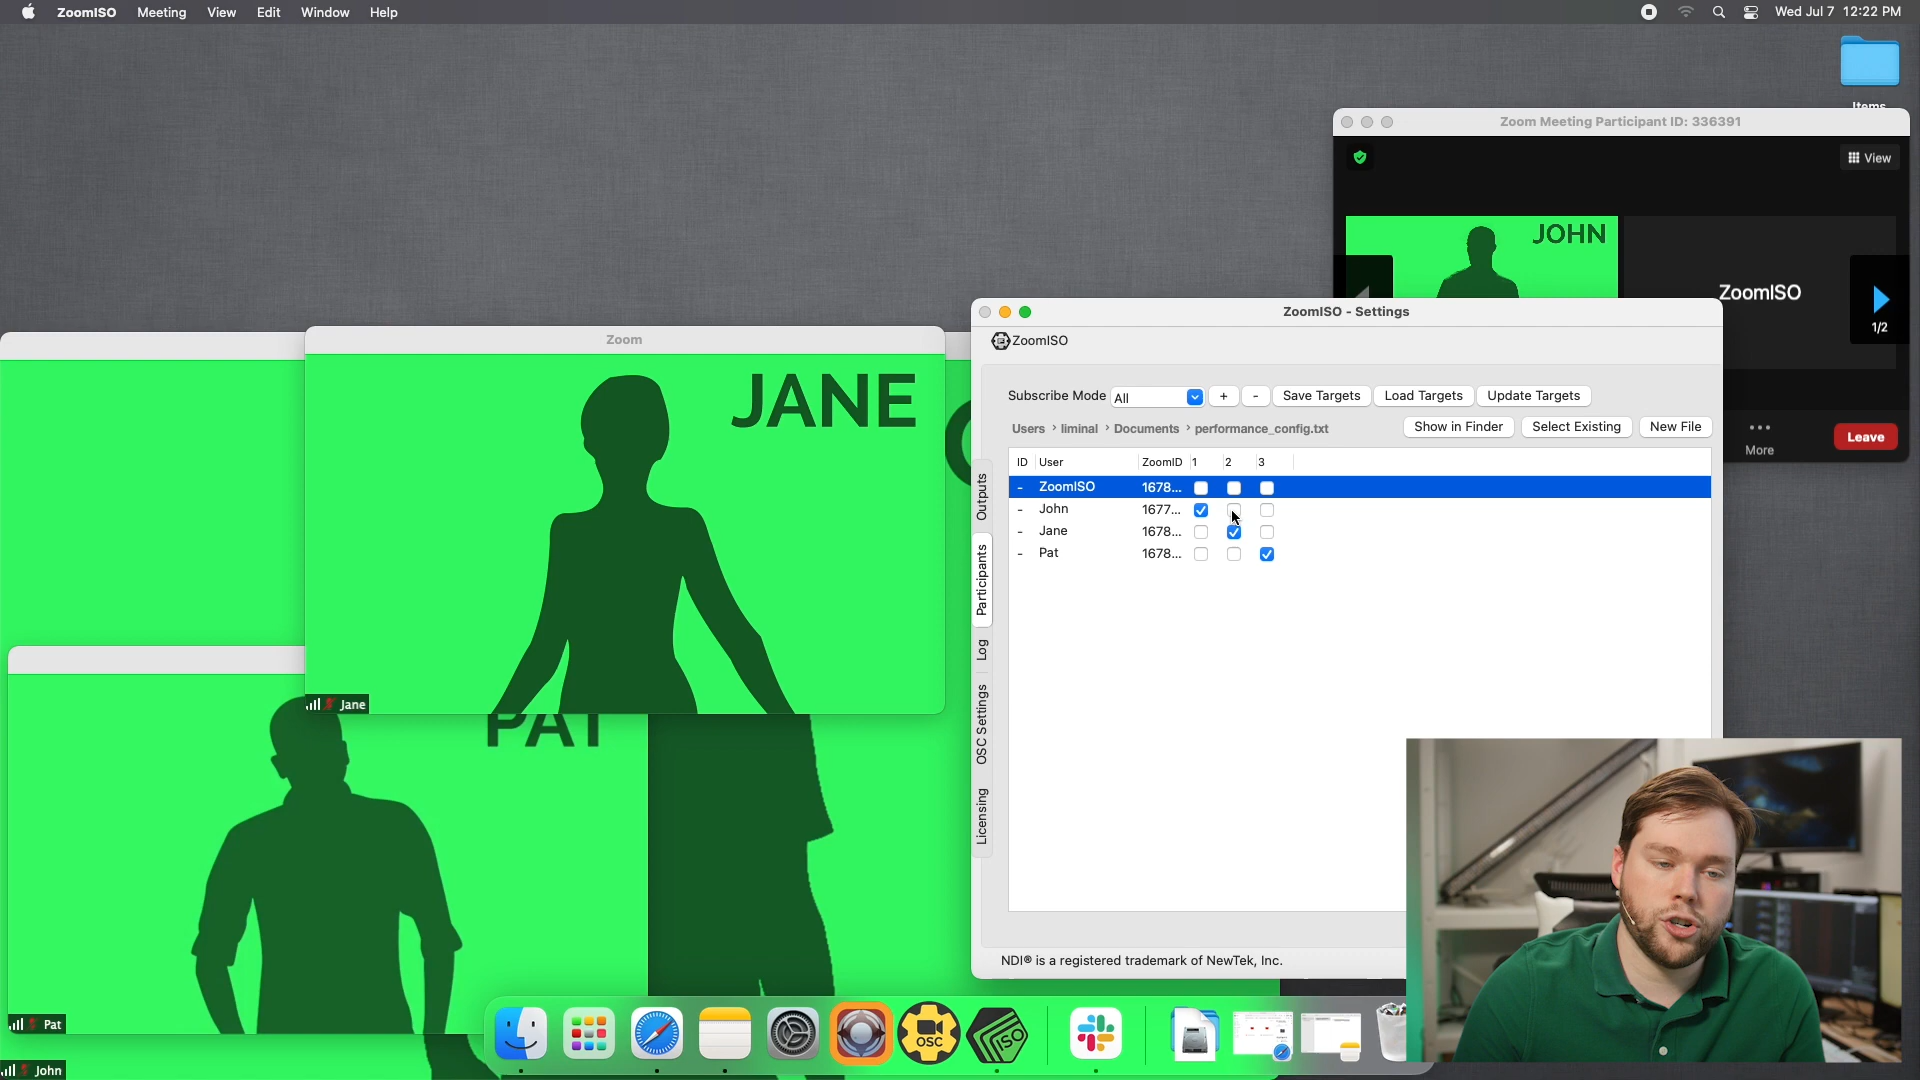 ZoomISO Meeting View Edit Window Help
Wed Jul 7 12:22 PM
Items
Zoom Meeting Participant ID: 336391
View
JOHN
ZoomISO
1/2
More
Leave
Zoom
JANE
Jane
PAT
Pat
John
ZoomISO - Settings
ZoomISO
Subscribe Mode All + - Save Targets Load Targets Update Targets
Users › liminal › Documents › performance_config.txt Show in Finder Select Existing New File
Outputs
Participants
Log
OSC Settings
Licensing
ID User ZoomID 1 2 3
- ZoomISO 1678...
- John 1677...
- Jane 1678...
- Pat 1678...
NDI® is a registered trademark of NewTek, Inc.
OSC
ISO